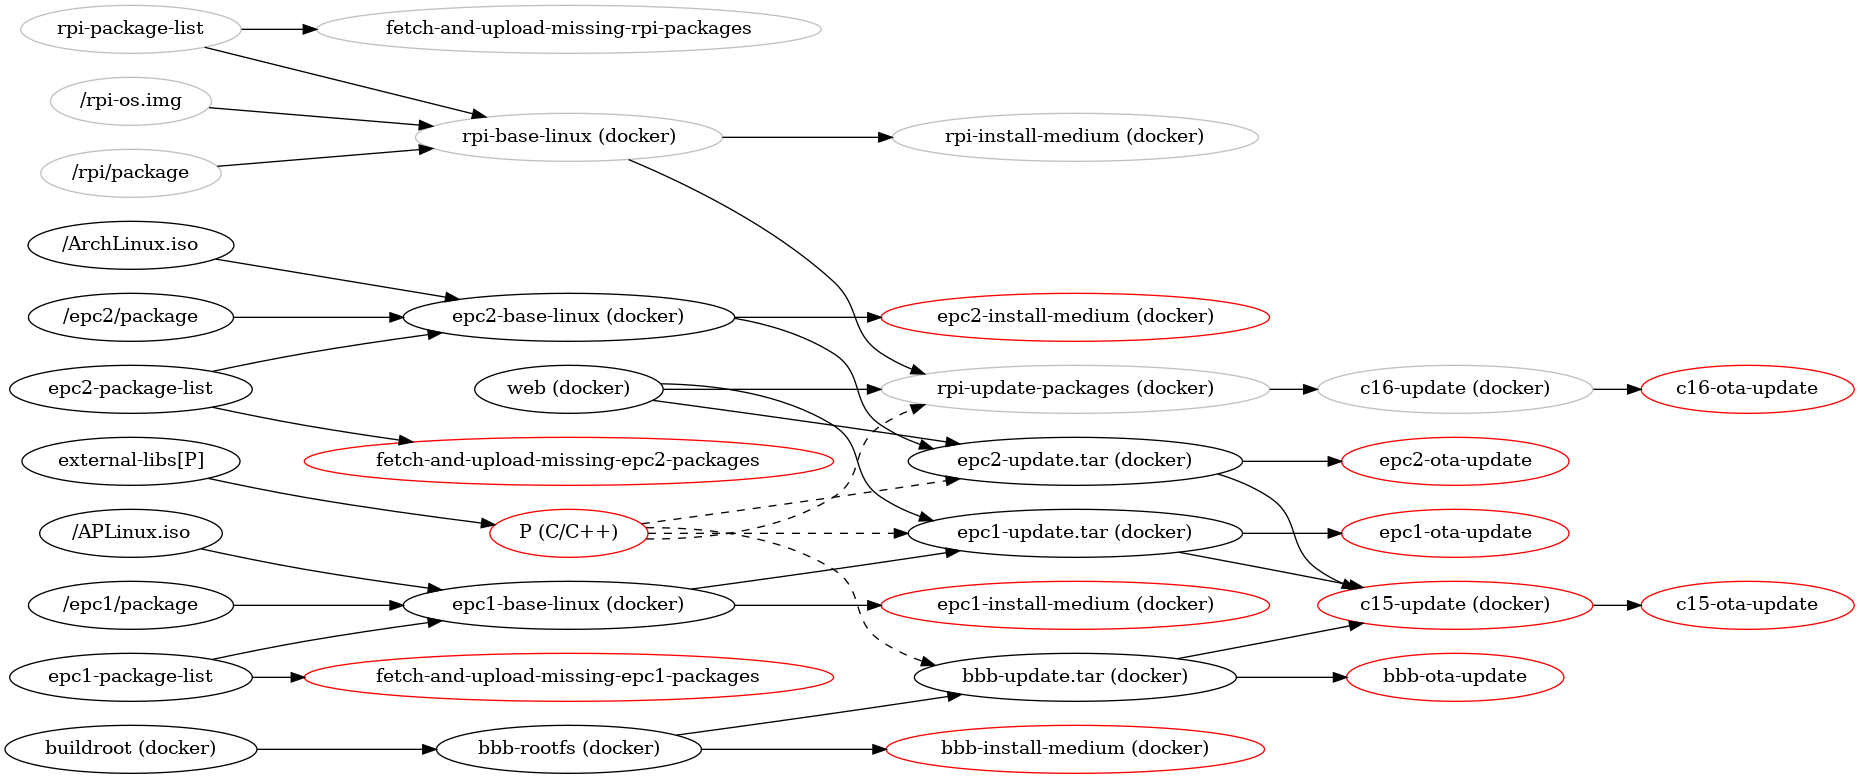 rpi-package-list
fetch-and-upload-missing-rpi-packages
/rpi-os.img
rpi-base-linux (docker)
rpi-install-medium (docker)
/rpi/package
/ArchLinux.iso
/epc2/package
epc2-base-linux (docker)
epc2-install-medium (docker)
epc2-package-list
web (docker)
rpi-update-packages (docker)
c16-update (docker)
c16-ota-update
external-libs[P]
fetch-and-upload-missing-epc2-packages
epc2-update.tar (docker)
epc2-ota-update
/APLinux.iso
P (C/C++)
epc1-update.tar (docker)
epc1-ota-update
/epc1/package
epc1-base-linux (docker)
epc1-install-medium (docker)
c15-update (docker)
c15-ota-update
epc1-package-list
fetch-and-upload-missing-epc1-packages
bbb-update.tar (docker)
bbb-ota-update
buildroot (docker)
bbb-rootfs (docker)
bbb-install-medium (docker)